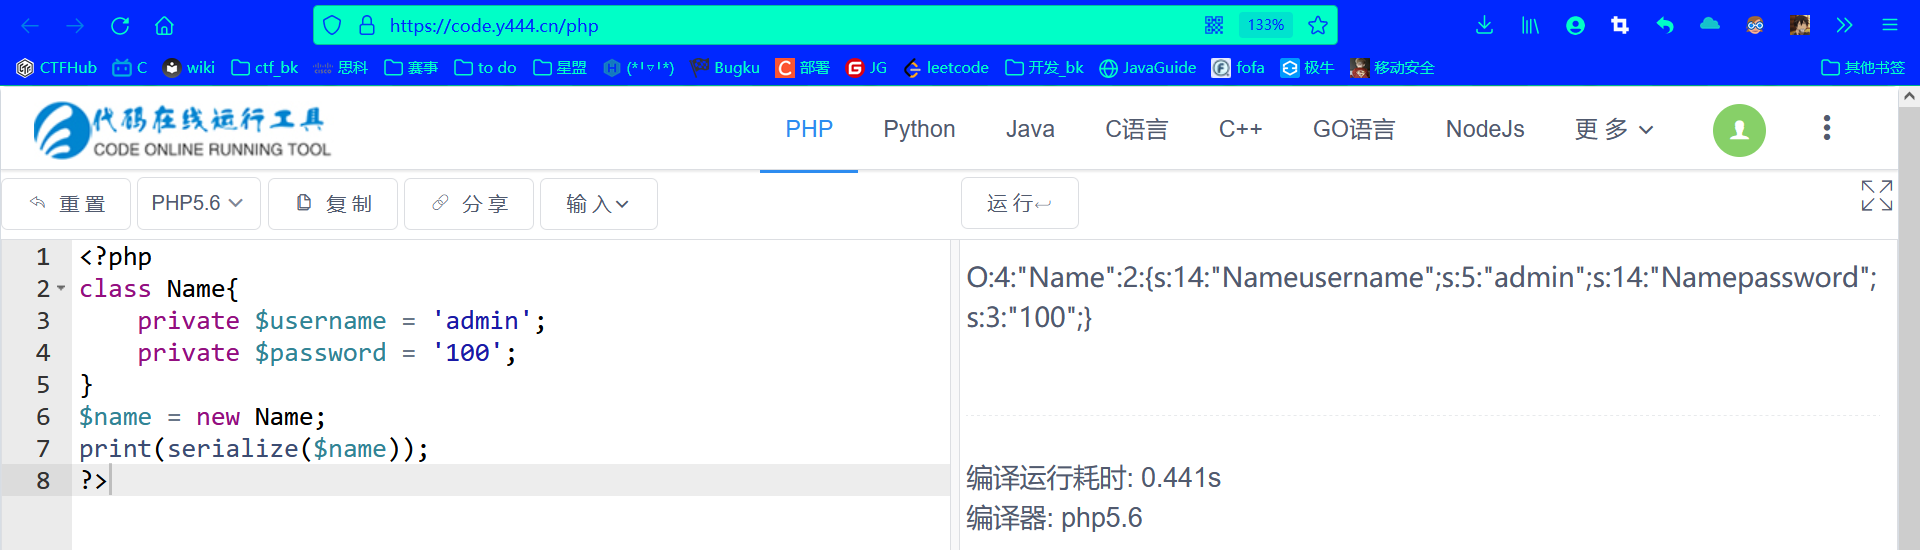 https://code.y444.cn/php 133%
CTFHub C wiki ctf_bk 思科 赛事 to do 星盟 (*╹▽╹*) Bugku 部署 JG leetcode 开发_bk JavaGuide fofa 极牛 移动安全 其他书签
代码在线运行工具
CODE ONLINE RUNNING TOOL
PHP Python Java C语言 C++ GO语言 NodeJs 更多
重置 PHP5.6 复制 分享 输入 运行
1 <?php
2 class Name{
3 private $username = 'admin';
4 private $password = '100';
5 }
6 $name = new Name;
7 print(serialize($name));
8 ?>
O:4:"Name":2:{s:14:"Nameusername";s:5:"admin";s:14:"Namepassword";
s:3:"100";}
编译运行耗时: 0.441s
编译器: php5.6